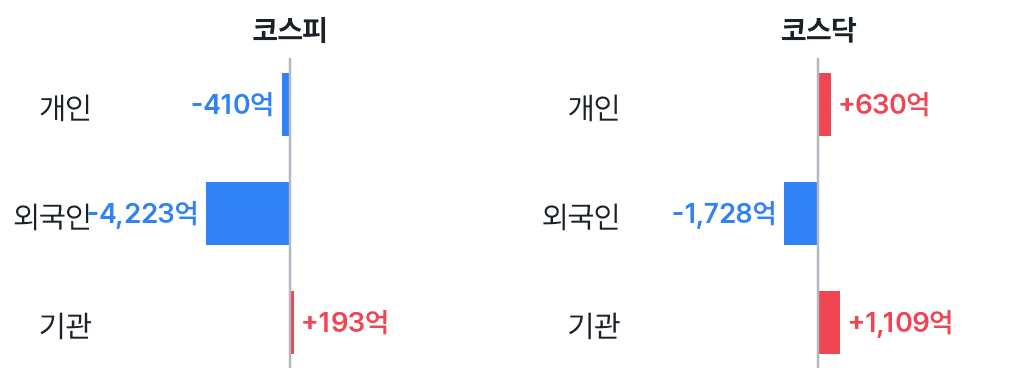 코스피
개인 -410억
외국인 -4,223억
기관 +193억
코스닥
개인 +630억
외국인 -1,728억
기관 +1,109억